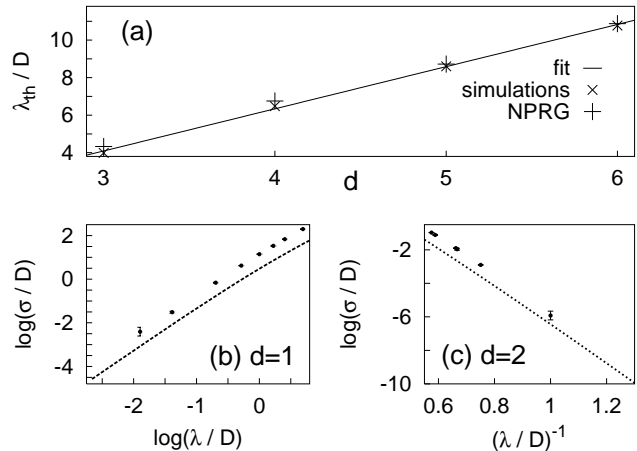 (a)
10
8
6
4
λth / D
fit
simulations
NPRG
3
4
d
5
6
2
0
-2
-4
log(σ / D)
(b) d=1
-2
-1
0
log(λ / D)
-2
-6
-10
log(σ / D)
(c) d=2
0.6
0.8
1
1.2
(λ / D)-1